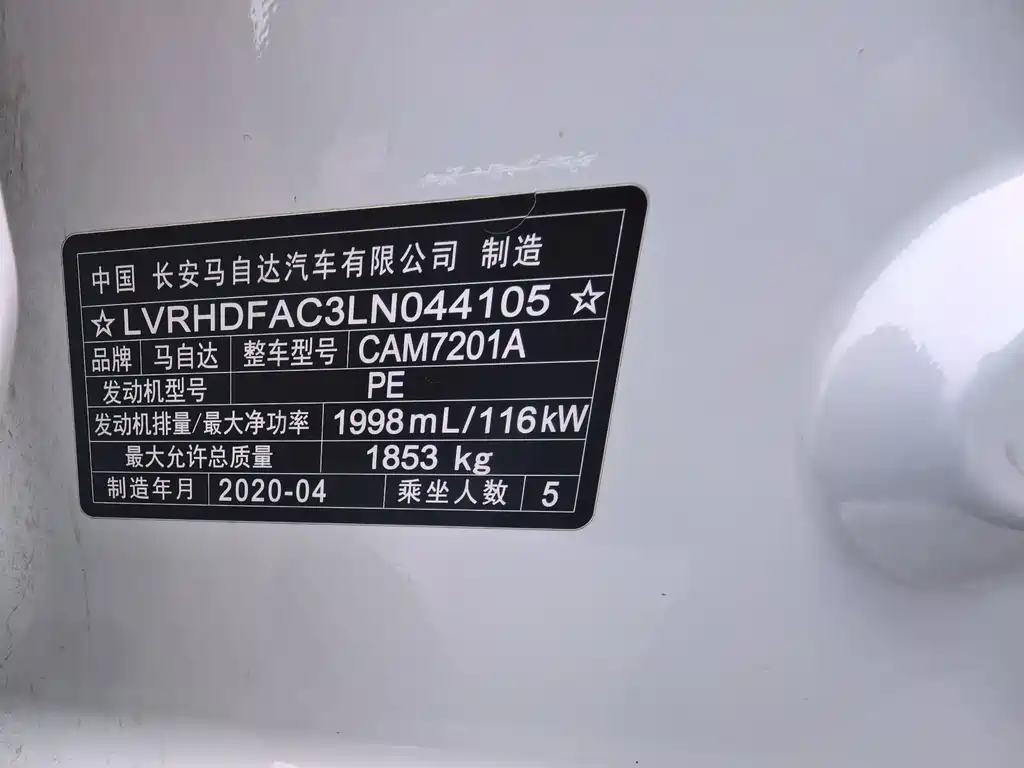 中国 长安马自达汽车有限公司 制造
☆LVRHDFAC3LN044105☆
品牌 马自达 整车型号 CAM7201A
发动机型号 PE
发动机排量/最大净功率 1998mL/116kW
最大允许总质量 1853 kg
制造年月 2020-04 乘坐人数 5